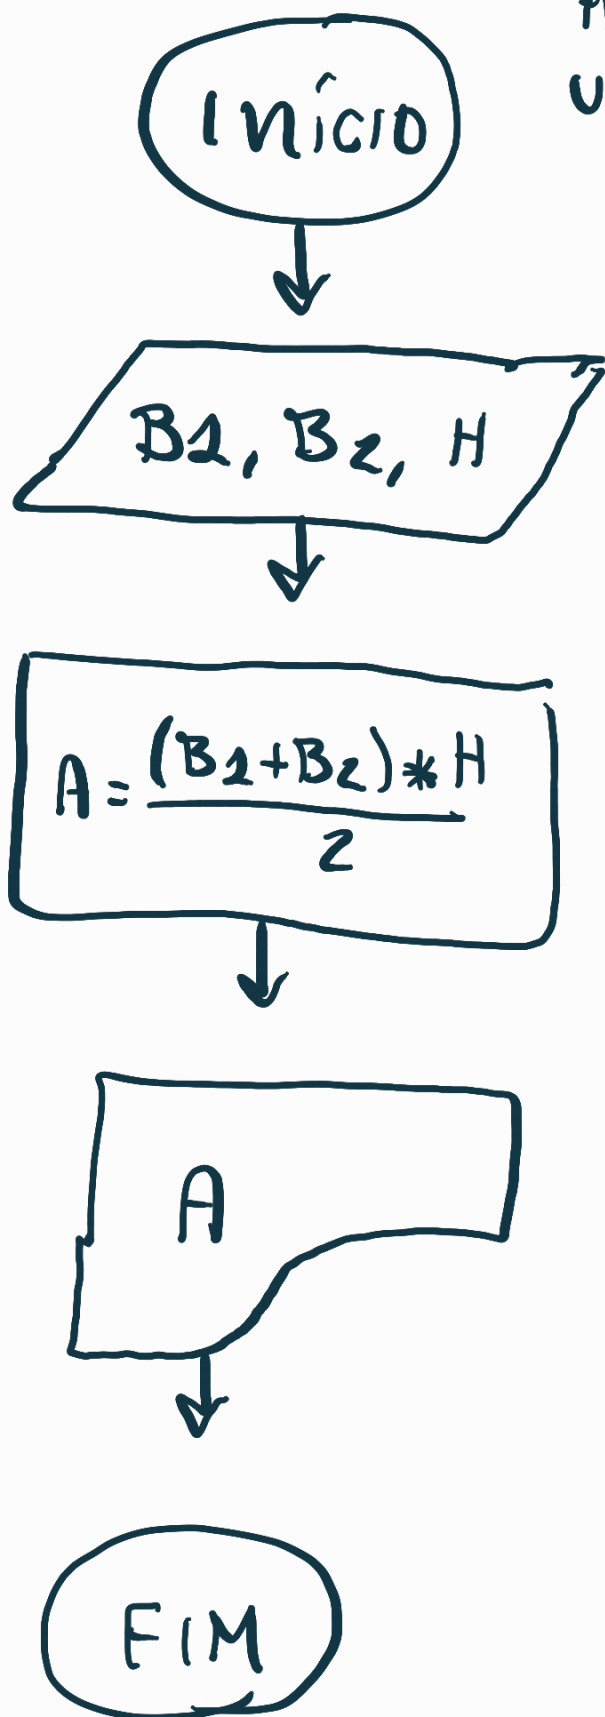 Início
B1, B2, H
A = (B1+B2) * H
2
A
FIM